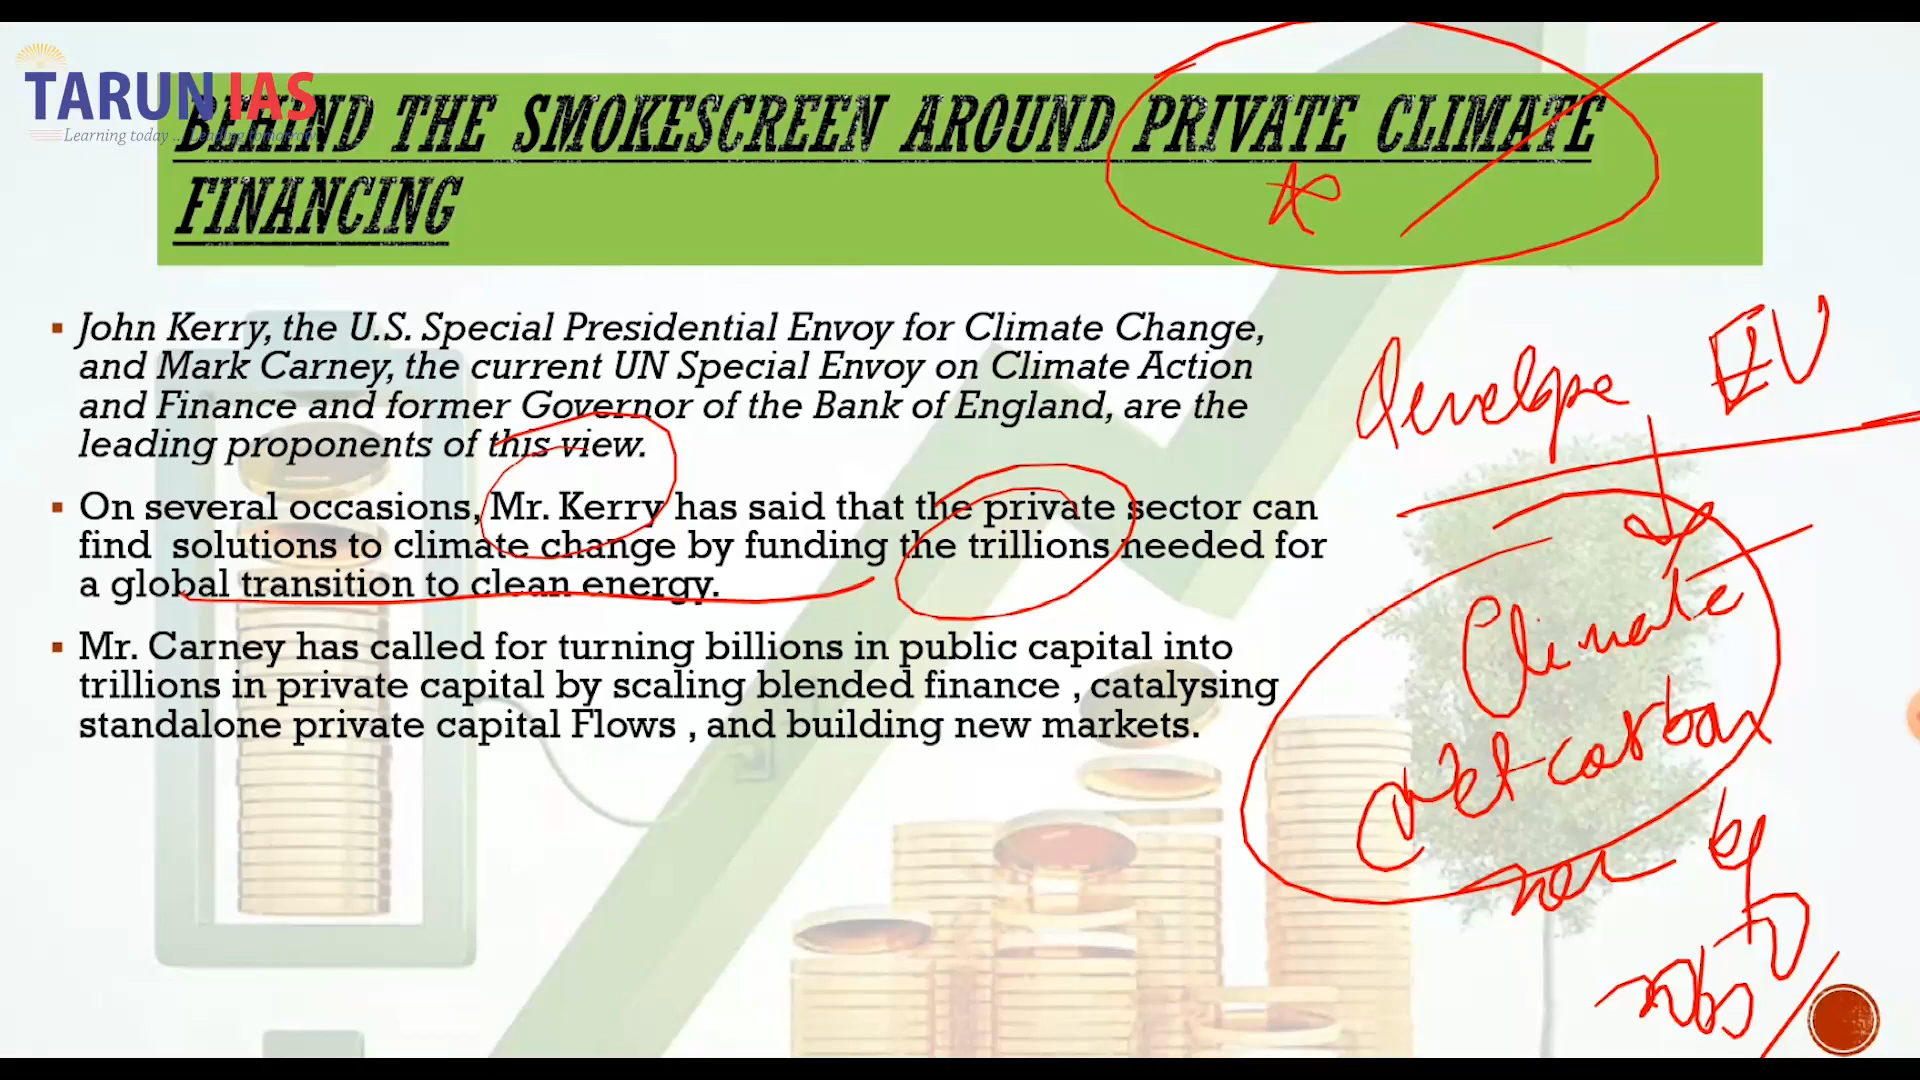 TARUN IAS
Learning today ... Leading tomorrow
BEHIND THE SMOKESCREEN AROUND PRIVATE CLIMATE
FINANCING
John Kerry, the U.S. Special Presidential Envoy for Climate Change,
and Mark Carney, the current UN Special Envoy on Climate Action
and Finance and former Governor of the Bank of England, are the
leading proponents of this view.
On several occasions, Mr. Kerry has said that the private sector can
find solutions to climate change by funding the trillions needed for
a global transition to clean energy.
Mr. Carney has called for turning billions in public capital into
trillions in private capital by scaling blended finance , catalysing
standalone private capital Flows , and building new markets.
develope EV
Climate
Net-carbon